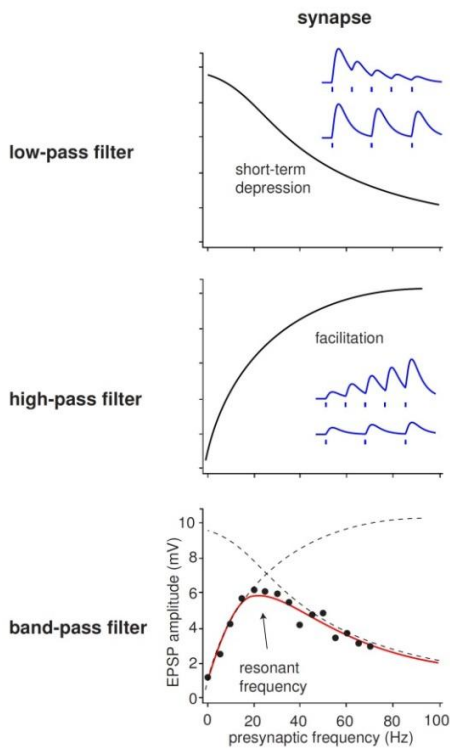 synapse
low-pass filter
short-term
depression
high-pass filter
facilitation
band-pass filter
EPSP amplitude (mV)
10
8
6
4
2
0
resonant
frequency
0 20 40 60 80 100
presynaptic frequency (Hz)